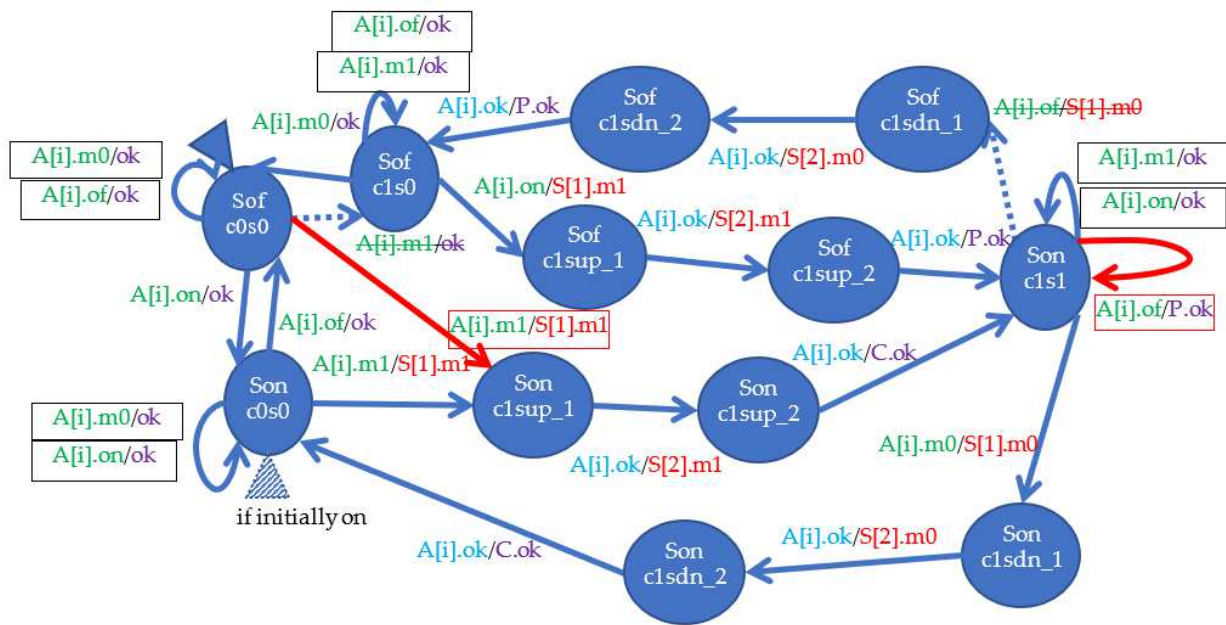 A[i].of/ok
A[i].m1/ok
A[i].m0/ok
A[i].ok/P.ok
Sof
c1sdn_2
Sof
c1sdn_1
A[i].of/S[1].m0
A[i].m0/ok
A[i].of/ok
Sof
c1s0
A[i].ok/S[2].m0
A[i].m1/ok
A[i].on/ok
Sof
c0s0
A[i].on/S[1].m1
A[i].m1/ok
Sof
c1sup_1
A[i].ok/S[2].m1
Sof
c1sup_2
A[i].ok/P.ok
Son
c1s1
A[i].on/ok
A[i].of/ok
A[i].m1/S[1].m1
A[i].of/P.ok
A[i].m1/S[1].m1
A[i].ok/C.ok
Son
c0s0
Son
c1sup_1
Son
c1sup_2
A[i].m0/ok
A[i].on/ok
A[i].ok/S[2].m1
A[i].m0/S[1].m0
if initially on
A[i].ok/C.ok
Son
c1sdn_2
A[i].ok/S[2].m0
Son
c1sdn_1